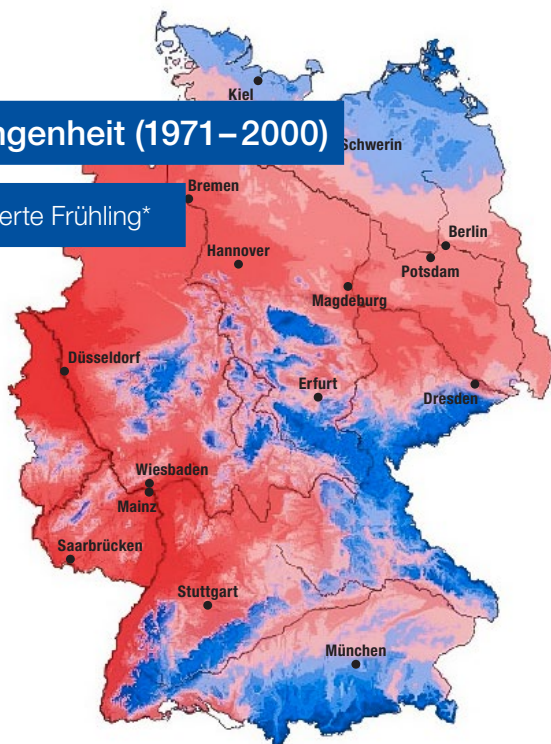 Kiel
ngenheit (1971–2000)
Schwerin
Bremen
erte Frühling*
Berlin
Hannover
Potsdam
Magdeburg
Düsseldorf
Erfurt
Dresden
Wiesbaden
Mainz
Saarbrücken
Stuttgart
München